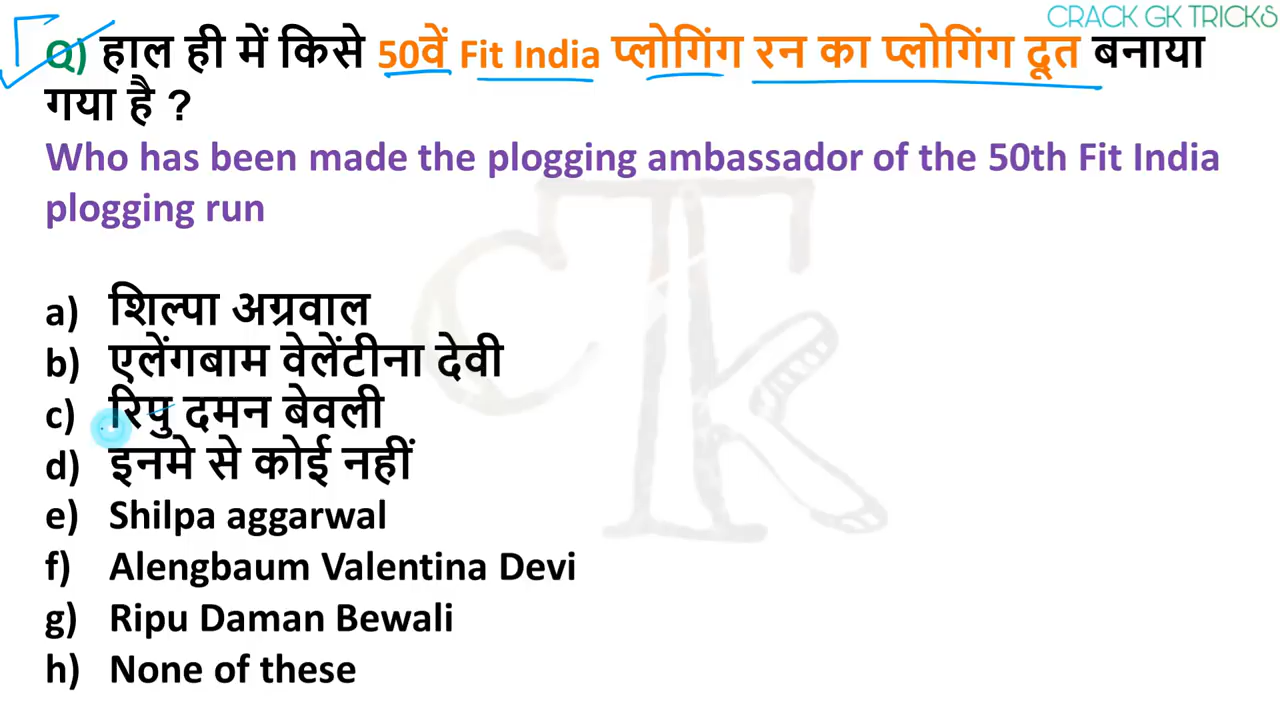 CRACK GK TRICKS
Q) हाल ही में किसे 50वें Fit India प्लोगिंग रन का प्लोगिंग दूत बनाया
गया है ?
Who has been made the plogging ambassador of the 50th Fit India
plogging run
a) शिल्पा अग्रवाल
b) एलेंगबाम वेलेंटीना देवी
c) रिपु दमन बेवली
d) इनमे से कोई नहीं
e) Shilpa aggarwal
f) Alengbaum Valentina Devi
g) Ripu Daman Bewali
h) None of these